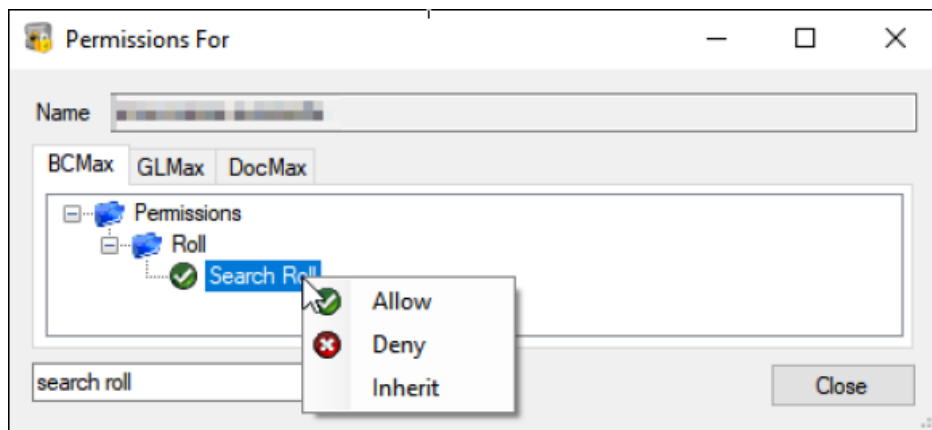 Permissions For
Name
BCMax GLMax DocMax
Permissions
Roll
Search Roll
Allow
Deny
Inherit
search roll
Close